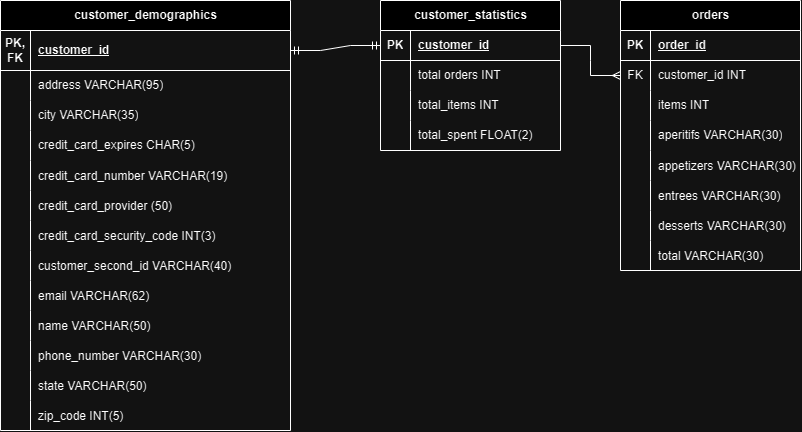 customer_demographics
PK,
FK
customer_id
address VARCHAR(95)
city VARCHAR(35)
credit_card_expires CHAR(5)
credit_card_number VARCHAR(19)
credit_card_provider (50)
credit_card_security_code INT(3)
customer_second_id VARCHAR(40)
email VARCHAR(62)
name VARCHAR(50)
phone_number VARCHAR(30)
state VARCHAR(50)
zip_code INT(5)
customer_statistics
PK customer_id
total orders INT
total_items INT
total_spent FLOAT(2)
orders
PK order_id
FK customer_id INT
items INT
aperitifs VARCHAR(30)
appetizers VARCHAR(30)
entrees VARCHAR(30)
desserts VARCHAR(30)
total VARCHAR(30)